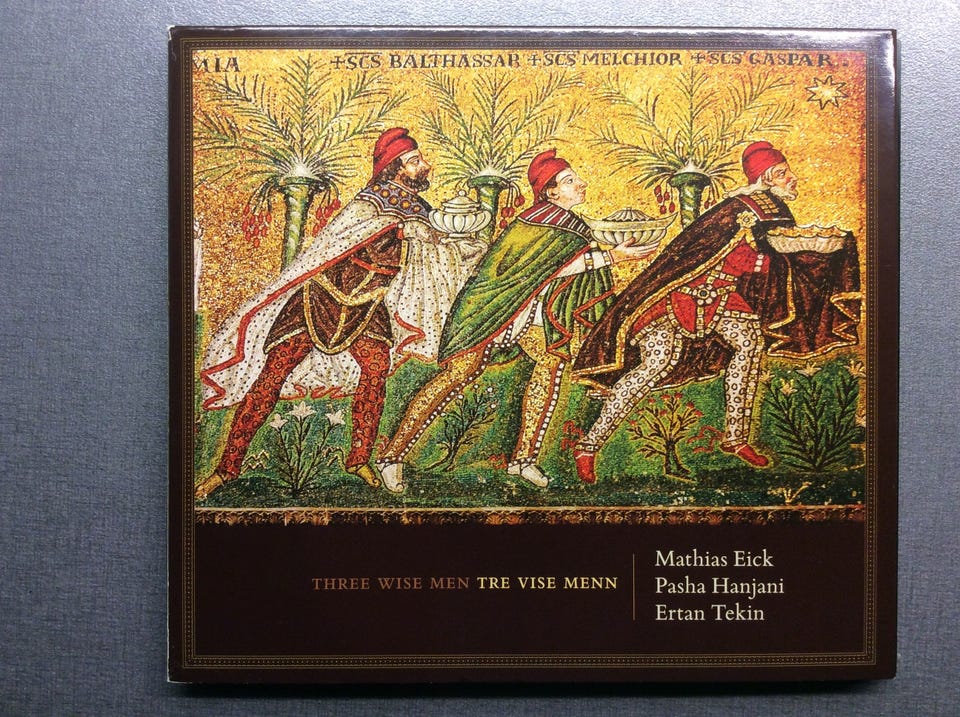 MIA +SCS BALTHASSAR +SCS MELCHIOR +SCS GASPAR.
THREE WISE MEN TRE VISE MENN
Mathias Eick
Pasha Hanjani
Ertan Tekin